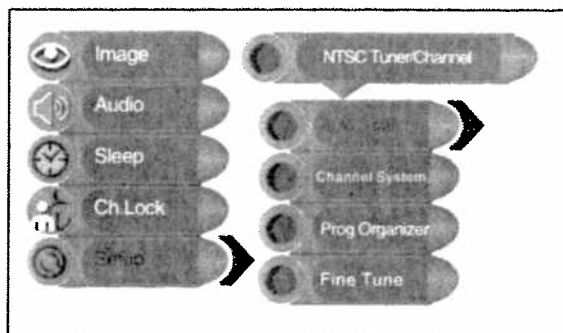 Image
Audio
Sleep
Ch.Lock
Setup
NTSC Tuner/Channel
Channel System
Prog Organizer
Fine Tune